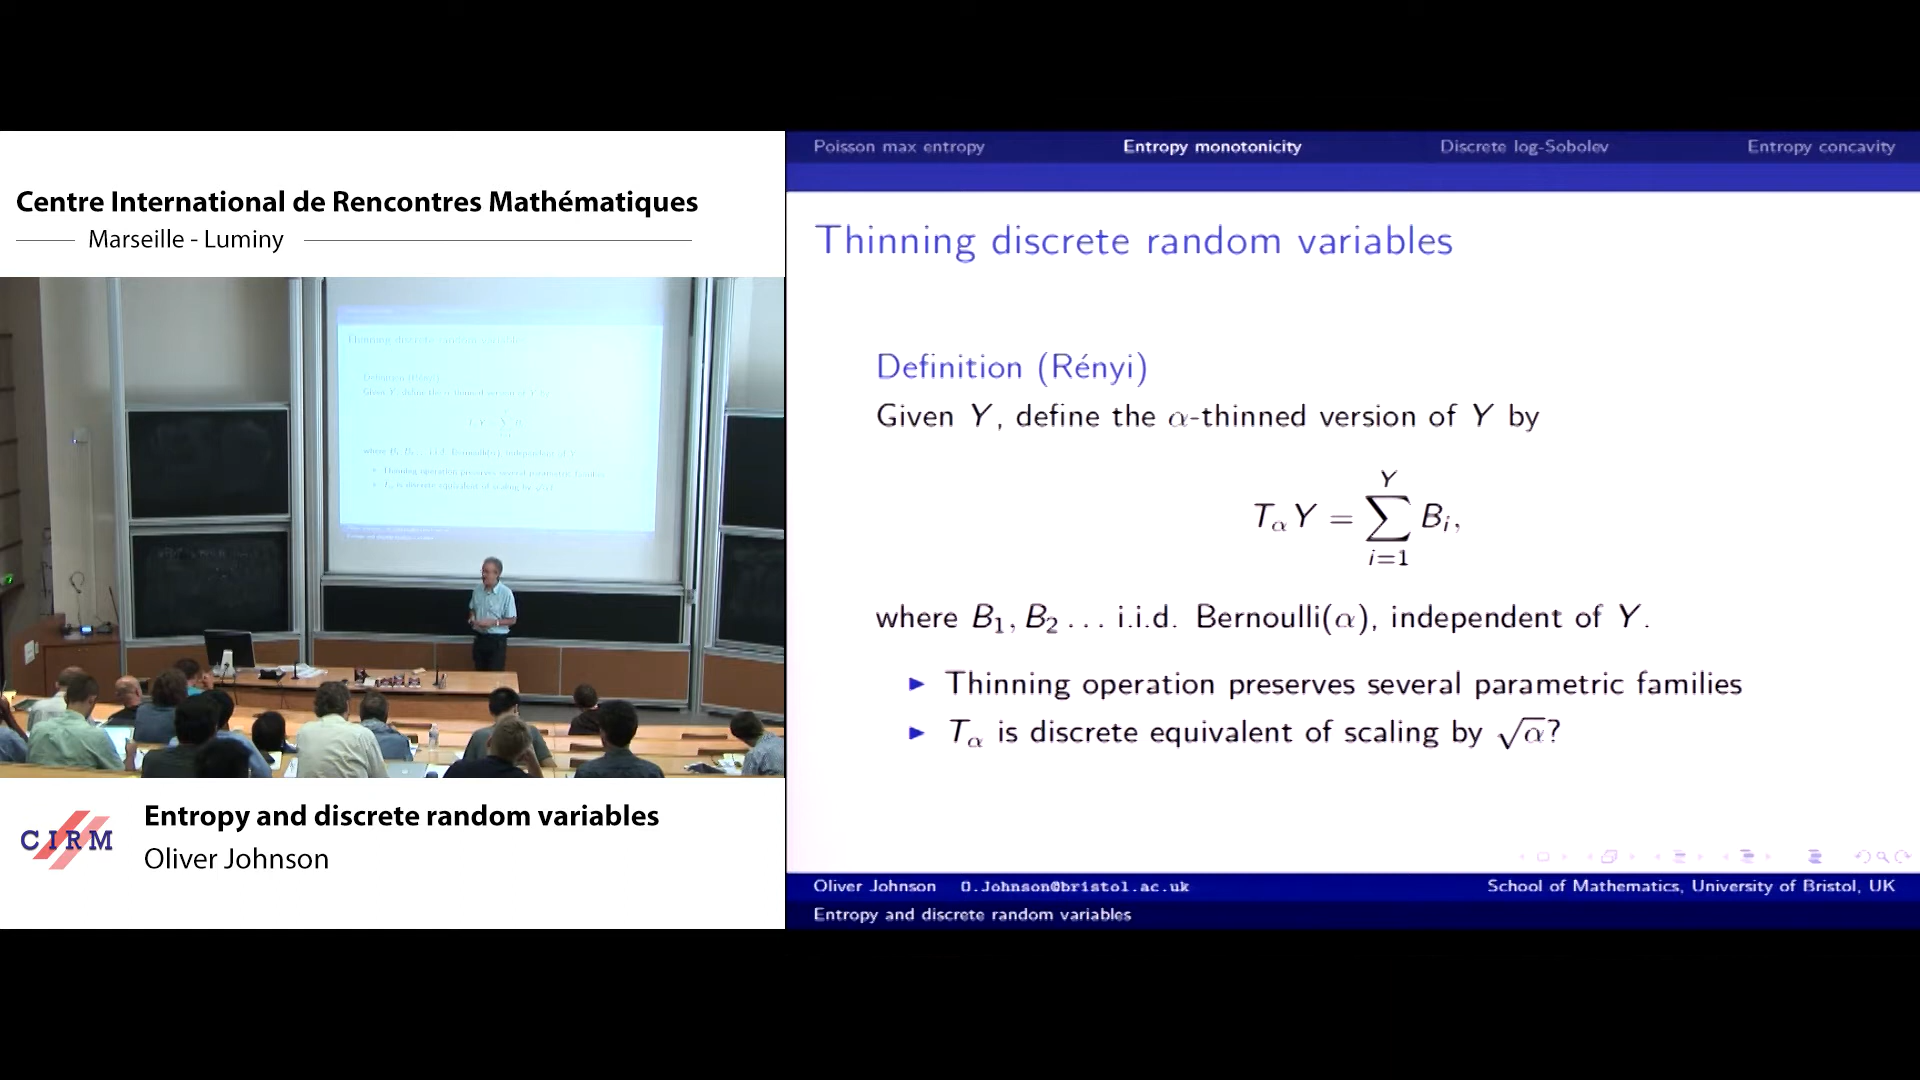 Centre International de Rencontres Mathématiques
Marseille - Luminy
CIRM
Entropy and discrete random variables
Oliver Johnson
Poisson max entropy Entropy monotonicity Discrete log-Sobolev Entropy concavity
Thinning discrete random variables
Definition (Rényi)
Given Y, define the α-thinned version of Y by
T_α Y = ∑_{i=1}^{Y} B_i,
where B₁, B₂ ... i.i.d. Bernoulli(α), independent of Y.
► Thinning operation preserves several parametric families
► T_α is discrete equivalent of scaling by √α?
Oliver Johnson O.Johnson@bristol.ac.uk School of Mathematics, University of Bristol, UK
Entropy and discrete random variables